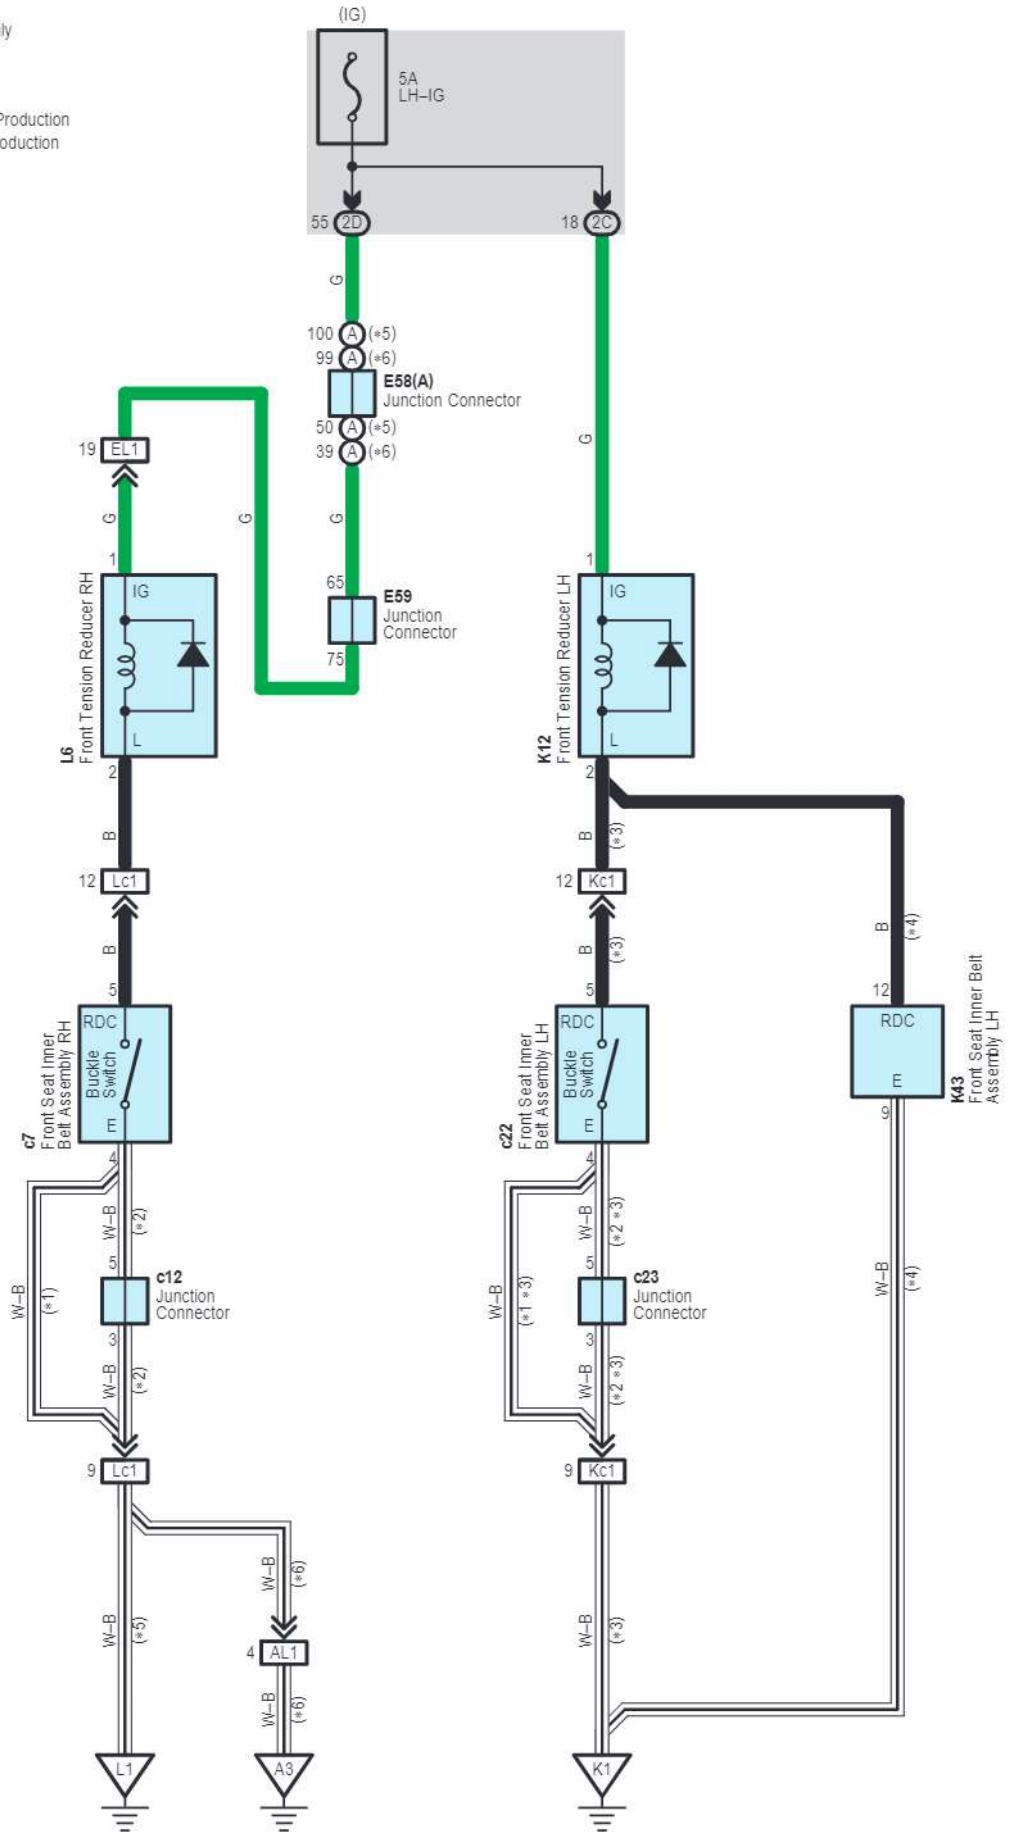 (IG)
ly
5A
LH–IG
Production
oduction
55 2D
18 2C
G
100 A (*5)
99 A (*6)
E58(A)
Junction Connector
50 A (*5)
39 A (*6)
19 EL1
G
G
G
G
1
IG
L
2
L6
Front Tension Reducer RH
65
E59
Junction
Connector
75
1
IG
L
2
K12
Front Tension Reducer LH
B
B
(*3)
12 Lc1
12 Kc1
B
B
(*3)
B
(*4)
5
RDC
Buckle
Switch
E
4
c7
Front Seat Inner
Belt Assembly RH
5
RDC
Buckle
Switch
E
4
c22
Front Seat Inner
Belt Assembly LH
12
RDC
E
9
K43
Front Seat Inner Belt
Assembly LH
W–B
(*2)
W–B
(*2 *3)
5
c12
Junction
Connector
3
5
c23
Junction
Connector
3
W–B
(*1)
W–B
(*1 *3)
W–B
(*4)
W–B
(*2)
W–B
(*2 *3)
9 Lc1
9 Kc1
W–B
(*6)
W–B
(*5)
W–B
(*3)
4 AL1
W–B
(*6)
L1
A3
K1